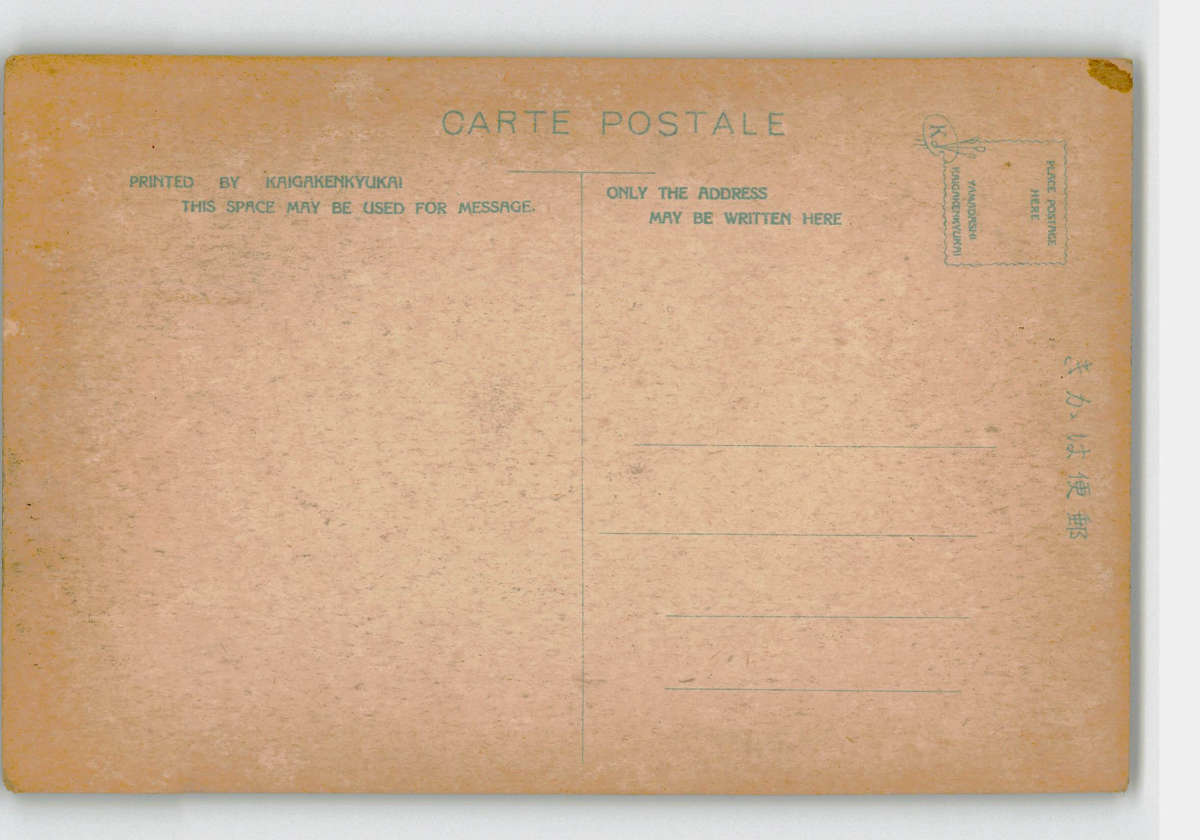 CARTE POSTALE
PRINTED BY KAIGAKENKYUKAI
THIS SPACE MAY BE USED FOR MESSAGE.
ONLY THE ADDRESS
MAY BE WRITTEN HERE
K
PLACE POSTAGE
HERE
YAMADASHI
KAIGAKENKYUKAI
きがは便郵